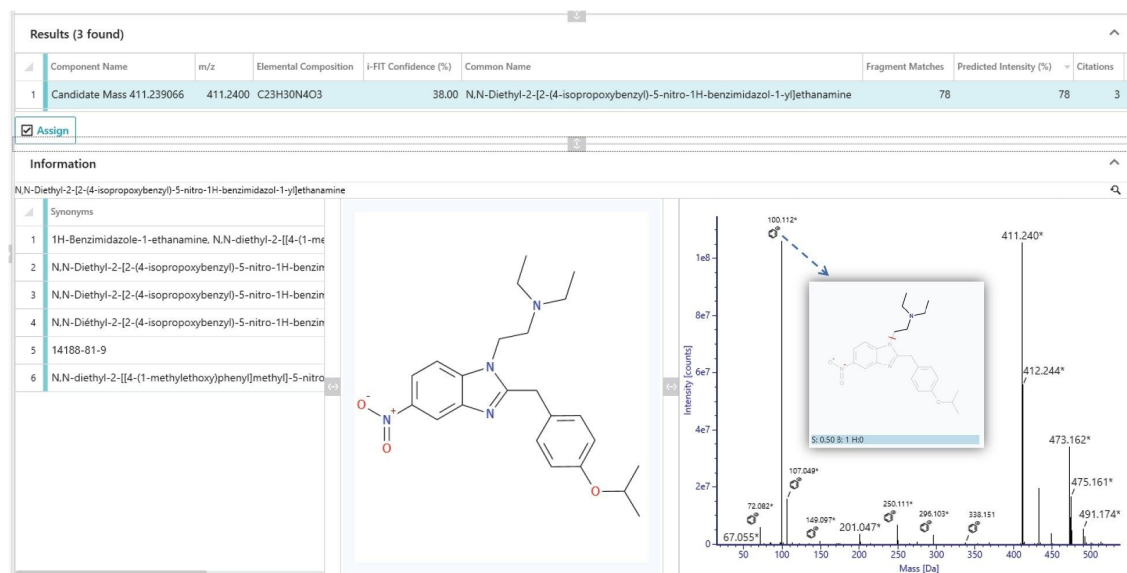 Results (3 found)
Component Name m/z Elemental Composition i-FIT Confidence (%) Common Name Fragment Matches Predicted Intensity (%) Citations
1 Candidate Mass 411.239066 411.2400 C23H30N4O3 38.00 N,N-Diethyl-2-[2-(4-isopropoxybenzyl)-5-nitro-1H-benzimidazol-1-yl]ethanamine 78 78 3
Assign
Information
N,N-Diethyl-2-[2-(4-isopropoxybenzyl)-5-nitro-1H-benzimidazol-1-yl]ethanamine
Synonyms
1 1H-Benzimidazole-1-ethanamine, N,N-diethyl-2-[[4-(1-me
2 N,N-Diethyl-2-[2-(4-isopropoxybenzyl)-5-nitro-1H-benzim
3 N,N-Diethyl-2-[2-(4-isopropoxybenzyl)-5-nitro-1H-benzim
4 N,N-Diéthyl-2-[2-(4-isopropoxybenzyl)-5-nitro-1H-benzim
5 14188-81-9
6 N,N-diethyl-2-[[4-(1-methylethoxy)phenyl]methyl]-5-nitro
N
N
N
O-
N+
O
O
Intensity [counts]
1e8
8e7
6e7
4e7
2e7
0
100.112*
411.240*
412.244*
473.162*
475.161*
491.174*
107.049*
72.082*
67.055*
149.097*
201.047*
250.111*
296.103*
338.151
S: 0.50 B: 1 H:0
50 100 150 200 250 300 350 400 450 500
Mass [Da]